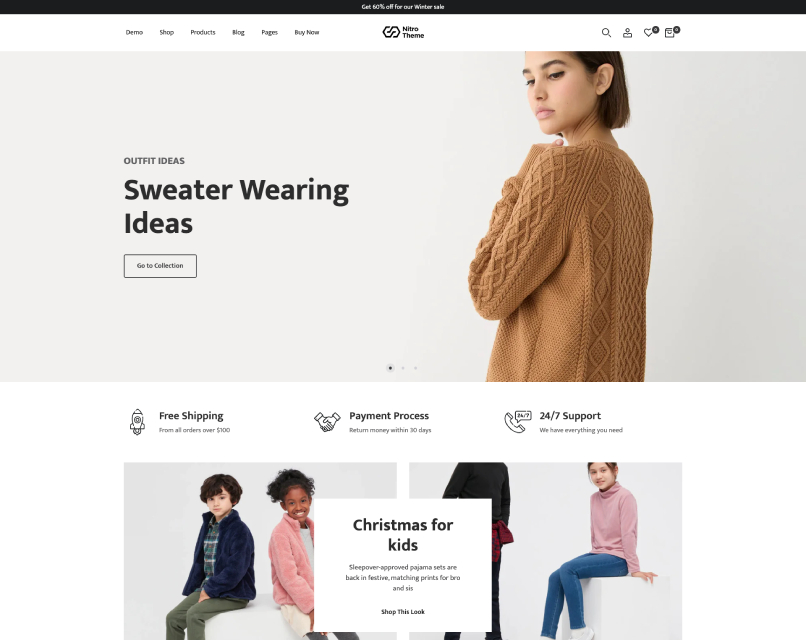 Get 60% off for our Winter sale
Demo Shop Products Blog Pages Buy Now
Nitro
Theme
0 0
OUTFIT IDEAS
Sweater Wearing
Ideas
Go to Collection
Free Shipping
From all orders over $100
Payment Process
Return money within 30 days
24/7
24/7 Support
We have everything you need
Christmas for
kids
Sleepover-approved pajama sets are
back in festive, matching prints for bro
and sis
Shop This Look